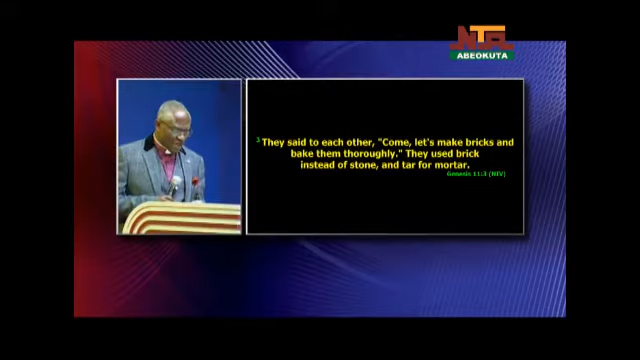 NTA
ABEOKUTA
3 They said to each other, "Come, let's make bricks and
bake them thoroughly." They used brick
instead of stone, and tar for mortar.
Genesis 11:3 (NIV)